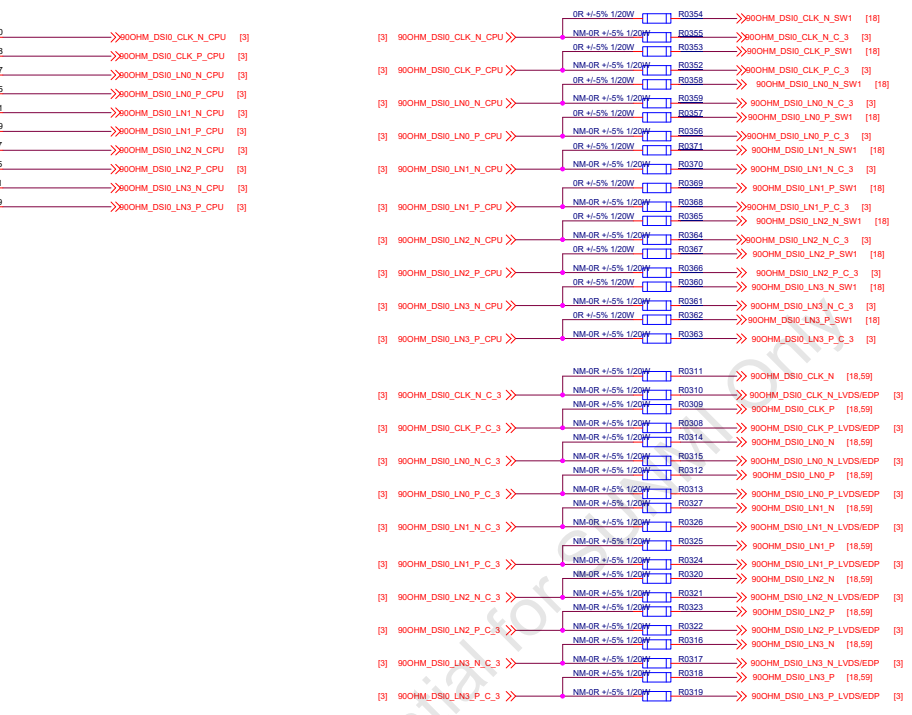 90OHM_DSI0_CLK_N_CPU [3]
90OHM_DSI0_CLK_P_CPU [3]
90OHM_DSI0_LN0_N_CPU [3]
90OHM_DSI0_LN0_P_CPU [3]
90OHM_DSI0_LN1_N_CPU [3]
90OHM_DSI0_LN1_P_CPU [3]
90OHM_DSI0_LN2_N_CPU [3]
90OHM_DSI0_LN2_P_CPU [3]
90OHM_DSI0_LN3_N_CPU [3]
90OHM_DSI0_LN3_P_CPU [3]
0R +/-5% 1/20W R0354 90OHM_DSI0_CLK_N_SW1 [18]
[3] 90OHM_DSI0_CLK_N_CPU NM-0R +/-5% 1/20W R0355 90OHM_DSI0_CLK_N_C_3 [3]
0R +/-5% 1/20W R0353 90OHM_DSI0_CLK_P_SW1 [18]
[3] 90OHM_DSI0_CLK_P_CPU NM-0R +/-5% 1/20W R0352 90OHM_DSI0_CLK_P_C_3 [3]
0R +/-5% 1/20W R0358 90OHM_DSI0_LN0_N_SW1 [18]
[3] 90OHM_DSI0_LN0_N_CPU NM-0R +/-5% 1/20W R0359 90OHM_DSI0_LN0_N_C_3 [3]
0R +/-5% 1/20W R0357 90OHM_DSI0_LN0_P_SW1 [18]
[3] 90OHM_DSI0_LN0_P_CPU NM-0R +/-5% 1/20W R0356 90OHM_DSI0_LN0_P_C_3 [3]
0R +/-5% 1/20W R0371 90OHM_DSI0_LN1_N_SW1 [18]
[3] 90OHM_DSI0_LN1_N_CPU NM-0R +/-5% 1/20W R0370 90OHM_DSI0_LN1_N_C_3 [3]
0R +/-5% 1/20W R0369 90OHM_DSI0_LN1_P_SW1 [18]
[3] 90OHM_DSI0_LN1_P_CPU NM-0R +/-5% 1/20W R0368 90OHM_DSI0_LN1_P_C_3 [3]
0R +/-5% 1/20W R0365 90OHM_DSI0_LN2_N_SW1 [18]
[3] 90OHM_DSI0_LN2_N_CPU NM-0R +/-5% 1/20W R0364 90OHM_DSI0_LN2_N_C_3 [3]
0R +/-5% 1/20W R0367 90OHM_DSI0_LN2_P_SW1 [18]
[3] 90OHM_DSI0_LN2_P_CPU NM-0R +/-5% 1/20W R0366 90OHM_DSI0_LN2_P_C_3 [3]
0R +/-5% 1/20W R0360 90OHM_DSI0_LN3_N_SW1 [18]
[3] 90OHM_DSI0_LN3_N_CPU NM-0R +/-5% 1/20W R0361 90OHM_DSI0_LN3_N_C_3 [3]
0R +/-5% 1/20W R0362 90OHM_DSI0_LN3_P_SW1 [18]
[3] 90OHM_DSI0_LN3_P_CPU NM-0R +/-5% 1/20W R0363 90OHM_DSI0_LN3_P_C_3 [3]
NM-0R +/-5% 1/20W R0311 90OHM_DSI0_CLK_N [18,59]
[3] 90OHM_DSI0_CLK_N_C_3 NM-0R +/-5% 1/20W R0310 90OHM_DSI0_CLK_N_LVDS/EDP [3]
NM-0R +/-5% 1/20W R0309 90OHM_DSI0_CLK_P [18,59]
[3] 90OHM_DSI0_CLK_P_C_3 NM-0R +/-5% 1/20W R0308 90OHM_DSI0_CLK_P_LVDS/EDP [3]
NM-0R +/-5% 1/20W R0314 90OHM_DSI0_LN0_N [18,59]
[3] 90OHM_DSI0_LN0_N_C_3 NM-0R +/-5% 1/20W R0315 90OHM_DSI0_LN0_N_LVDS/EDP [3]
NM-0R +/-5% 1/20W R0312 90OHM_DSI0_LN0_P [18,59]
[3] 90OHM_DSI0_LN0_P_C_3 NM-0R +/-5% 1/20W R0313 90OHM_DSI0_LN0_P_LVDS/EDP [3]
NM-0R +/-5% 1/20W R0327 90OHM_DSI0_LN1_N [18,59]
[3] 90OHM_DSI0_LN1_N_C_3 NM-0R +/-5% 1/20W R0326 90OHM_DSI0_LN1_N_LVDS/EDP [3]
NM-0R +/-5% 1/20W R0325 90OHM_DSI0_LN1_P [18,59]
[3] 90OHM_DSI0_LN1_P_C_3 NM-0R +/-5% 1/20W R0324 90OHM_DSI0_LN1_P_LVDS/EDP [3]
NM-0R +/-5% 1/20W R0320 90OHM_DSI0_LN2_N [18,59]
[3] 90OHM_DSI0_LN2_N_C_3 NM-0R +/-5% 1/20W R0321 90OHM_DSI0_LN2_N_LVDS/EDP [3]
NM-0R +/-5% 1/20W R0323 90OHM_DSI0_LN2_P [18,59]
[3] 90OHM_DSI0_LN2_P_C_3 NM-0R +/-5% 1/20W R0322 90OHM_DSI0_LN2_P_LVDS/EDP [3]
NM-0R +/-5% 1/20W R0316 90OHM_DSI0_LN3_N [18,59]
[3] 90OHM_DSI0_LN3_N_C_3 NM-0R +/-5% 1/20W R0317 90OHM_DSI0_LN3_N_LVDS/EDP [3]
NM-0R +/-5% 1/20W R0318 90OHM_DSI0_LN3_P [18,59]
[3] 90OHM_DSI0_LN3_P_C_3 NM-0R +/-5% 1/20W R0319 90OHM_DSI0_LN3_P_LVDS/EDP [3]
tial for SUNMI Only